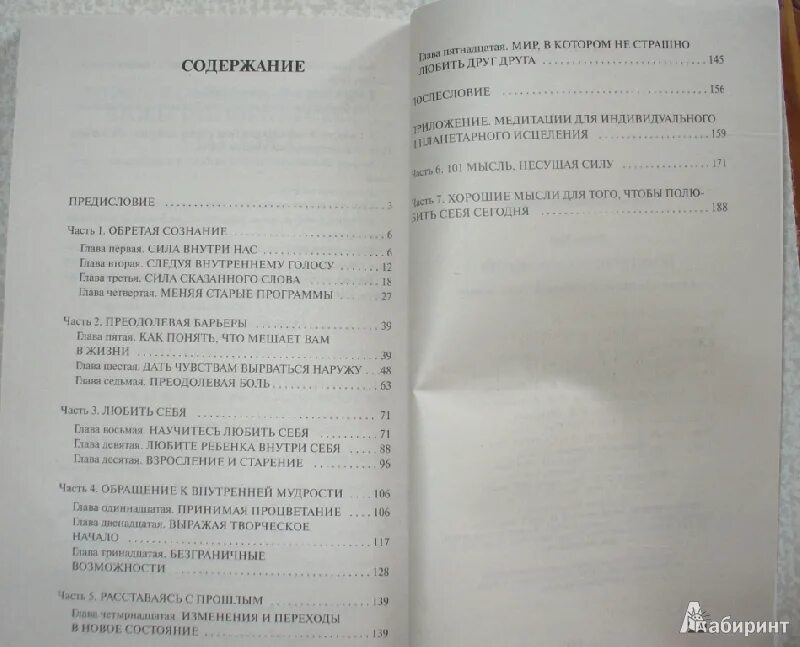 СОДЕРЖАНИЕ
ПРЕДИСЛОВИЕ 3
Часть 1. ОБРЕТАЯ СОЗНАНИЕ 6
Глава первая. СИЛА ВНУТРИ НАС 6
Глава вторая. СЛЕДУЯ ВНУТРЕННЕМУ ГОЛОСУ 12
Глава третья. СИЛА СКАЗАННОГО СЛОВА 18
Глава четвертая. МЕНЯЯ СТАРЫЕ ПРОГРАММЫ 27
Часть 2. ПРЕОДОЛЕВАЯ БАРЬЕРЫ 39
Глава пятая. КАК ПОНЯТЬ, ЧТО МЕШАЕТ ВАМ
В ЖИЗНИ 39
Глава шестая. ДАТЬ ЧУВСТВАМ ВЫРВАТЬСЯ НАРУЖУ 48
Глава седьмая. ПРЕОДОЛЕВАЯ БОЛЬ 63
Часть 3. ЛЮБИТЬ СЕБЯ 71
Глава восьмая. НАУЧИТЕСЬ ЛЮБИТЬ СЕБЯ 71
Глава девятая. ЛЮБИТЕ РЕБЕНКА ВНУТРИ СЕБЯ 88
Глава десятая. ВЗРОСЛЕНИЕ И СТАРЕНИЕ 96
Часть 4. ОБРАЩЕНИЕ К ВНУТРЕННЕЙ МУДРОСТИ 106
Глава одиннадцатая. ПРИНИМАЯ ПРОЦВЕТАНИЕ 106
Глава двенадцатая. ВЫРАЖАЯ ТВОРЧЕСКОЕ
НАЧАЛО 117
Глава тринадцатая. БЕЗГРАНИЧНЫЕ
ВОЗМОЖНОСТИ 128
Часть 5. РАССТАВАЯСЬ С ПРОШЛЫМ 139
Глава четырнадцатая. ИЗМЕНЕНИЯ И ПЕРЕХОДЫ
В НОВОЕ СОСТОЯНИЕ 139
Глава пятнадцатая. МИР, В КОТОРОМ НЕ СТРАШНО
ЛЮБИТЬ ДРУГ ДРУГА 145
ПОСЛЕСЛОВИЕ 156
ПРИЛОЖЕНИЕ. МЕДИТАЦИИ ДЛЯ ИНДИВИДУАЛЬНОГО
И ПЛАНЕТАРНОГО ИСЦЕЛЕНИЯ 159
Часть 6. 101 МЫСЛЬ, НЕСУЩАЯ СИЛУ 171
Часть 7. ХОРОШИЕ МЫСЛИ ДЛЯ ТОГО, ЧТОБЫ ПОЛЮ-
БИТЬ СЕБЯ СЕГОДНЯ 188
Лабиринт